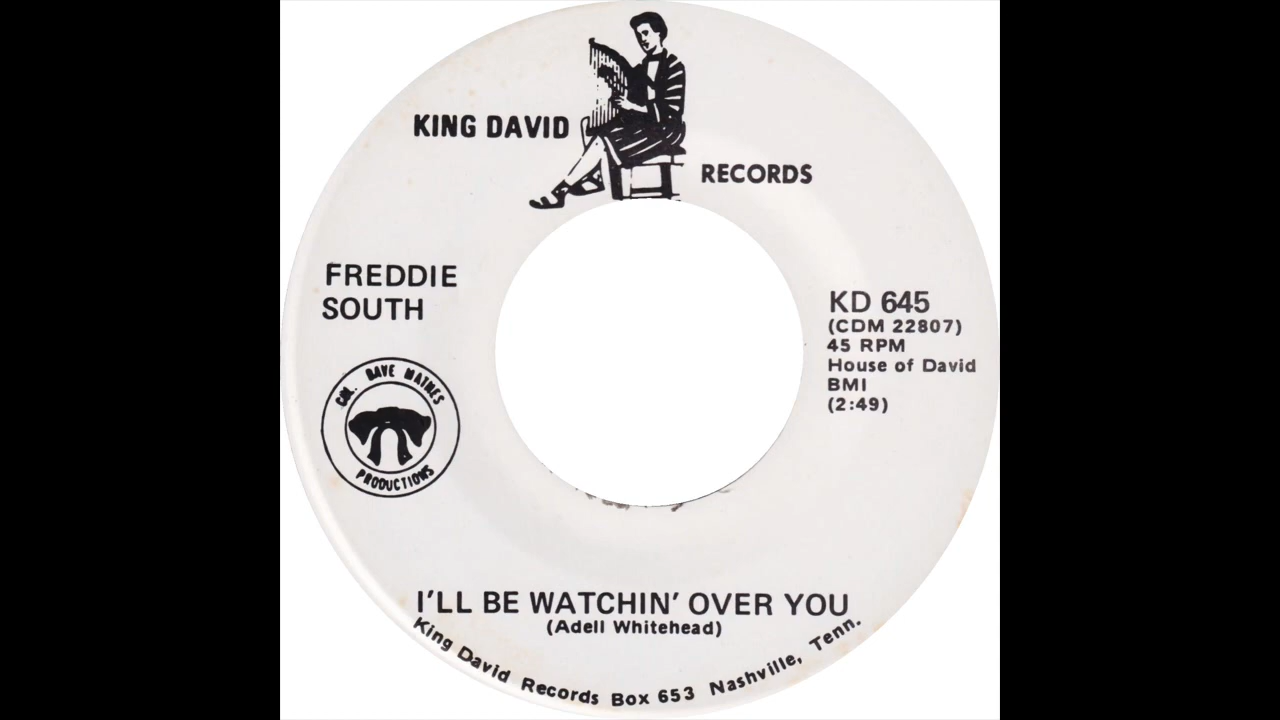 KING DAVID
RECORDS
FREDDIE
SOUTH
KD 645
(CDM 22807)
45 RPM
House of David
BMI
(2:49)
COL. DAVE MATHES
PRODUCTIONS
I'LL BE WATCHIN' OVER YOU
(Adell Whitehead)
King David Records Box 653 Nashville, Tenn.